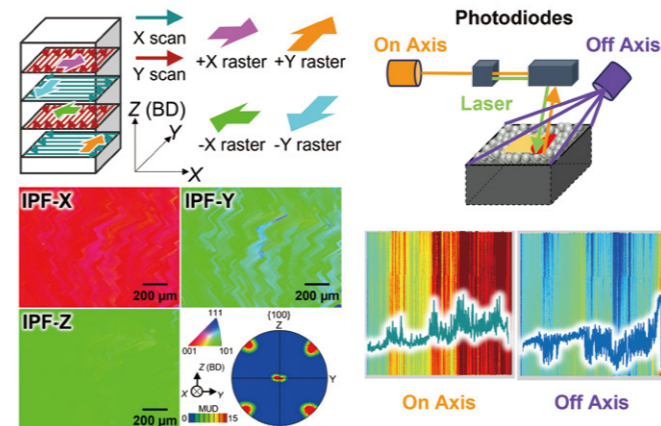 X scan
Y scan
+X raster
+Y raster
-X raster
-Y raster
Z (BD)
Y
X
Photodiodes
On Axis
Off Axis
Laser
IPF-X
200 µm
IPF-Y
200 µm
IPF-Z
200 µm
111
001
101
Z (BD)
X
Y
MUD
0
15
{100}
Z
Y
On Axis
Off Axis